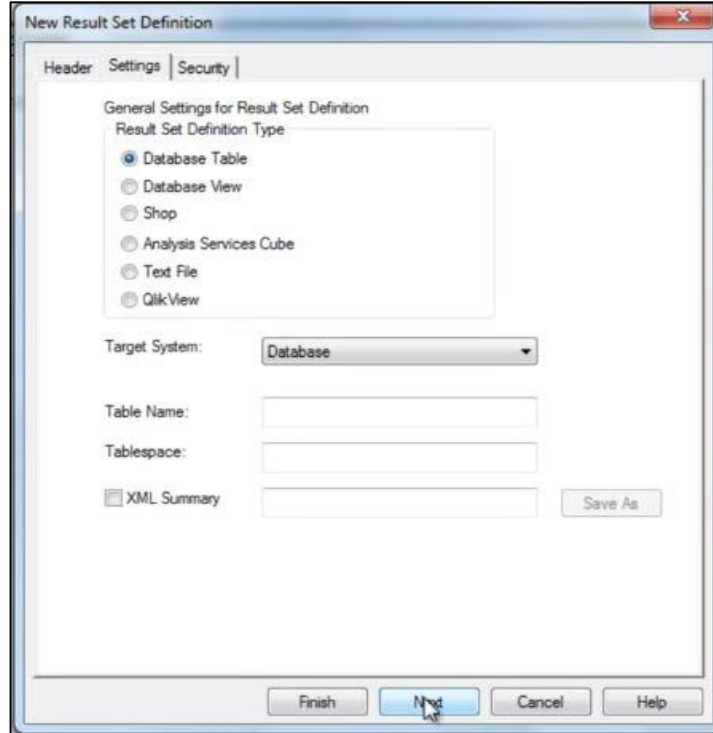 New Result Set Definition
Header Settings Security
General Settings for Result Set Definition
Result Set Definition Type
Database Table
Database View
Shop
Analysis Services Cube
Text File
QlikView
Target System: Database
Table Name:
Tablespace:
XML Summary Save As
Finish Next Cancel Help